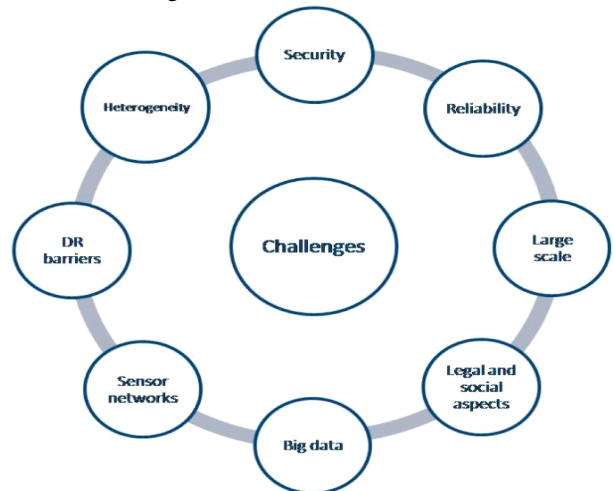 Security
Heterogeneity
Reliability
DR
barriers
Challenges
Large
scale
Sensor
networks
Legal and
social
aspects
Big data